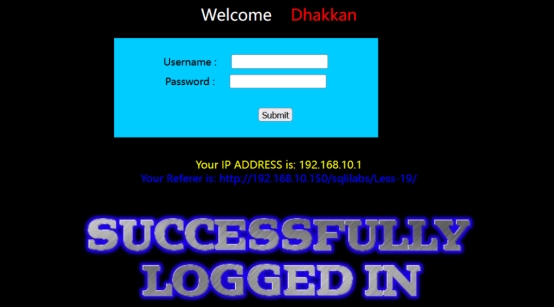 Welcome Dhakkan
Username :
Password :
Submit
Your IP ADDRESS is: 192.168.10.1
Your Referer is: http://192.168.10.150/sqlilabs/Less-19/
SUCCESSFULLY
LOGGED IN